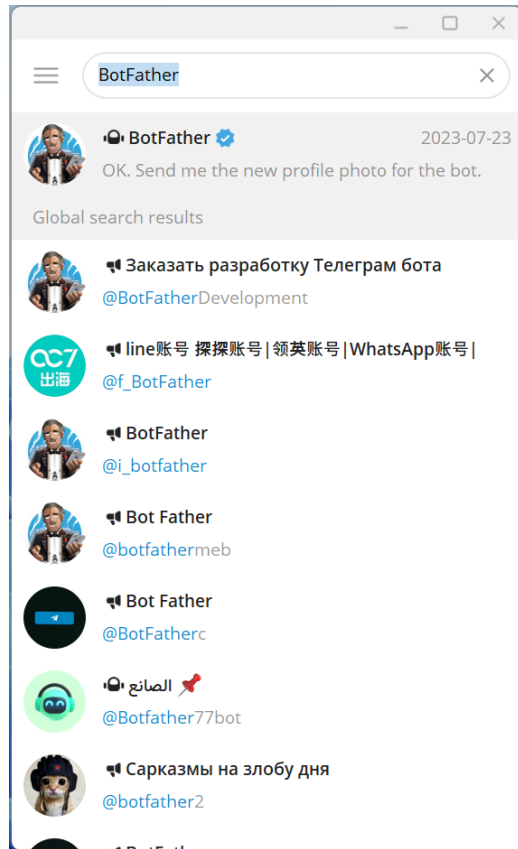 BotFather
BotFather 2023-07-23
OK. Send me the new profile photo for the bot.
Global search results
Заказать разработку Телеграм бота
@BotFatherDevelopment
OC7
出海
line账号 探探账号|领英账号|WhatsApp账号|
@f_BotFather
BotFather
@i_botfather
Bot Father
@botfathermeb
Bot Father
@BotFatherc
الصانع
@Botfather77bot
Сарказмы на злобу дня
@botfather2